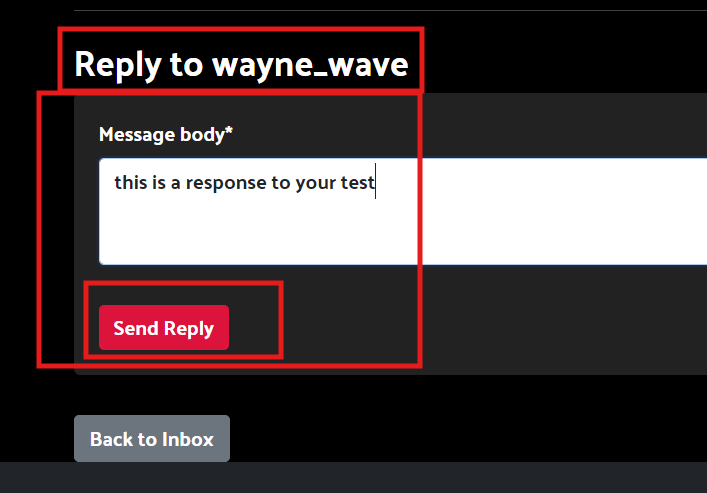 Reply to wayne_wave
Message body*
this is a response to your test
Send Reply
Back to Inbox